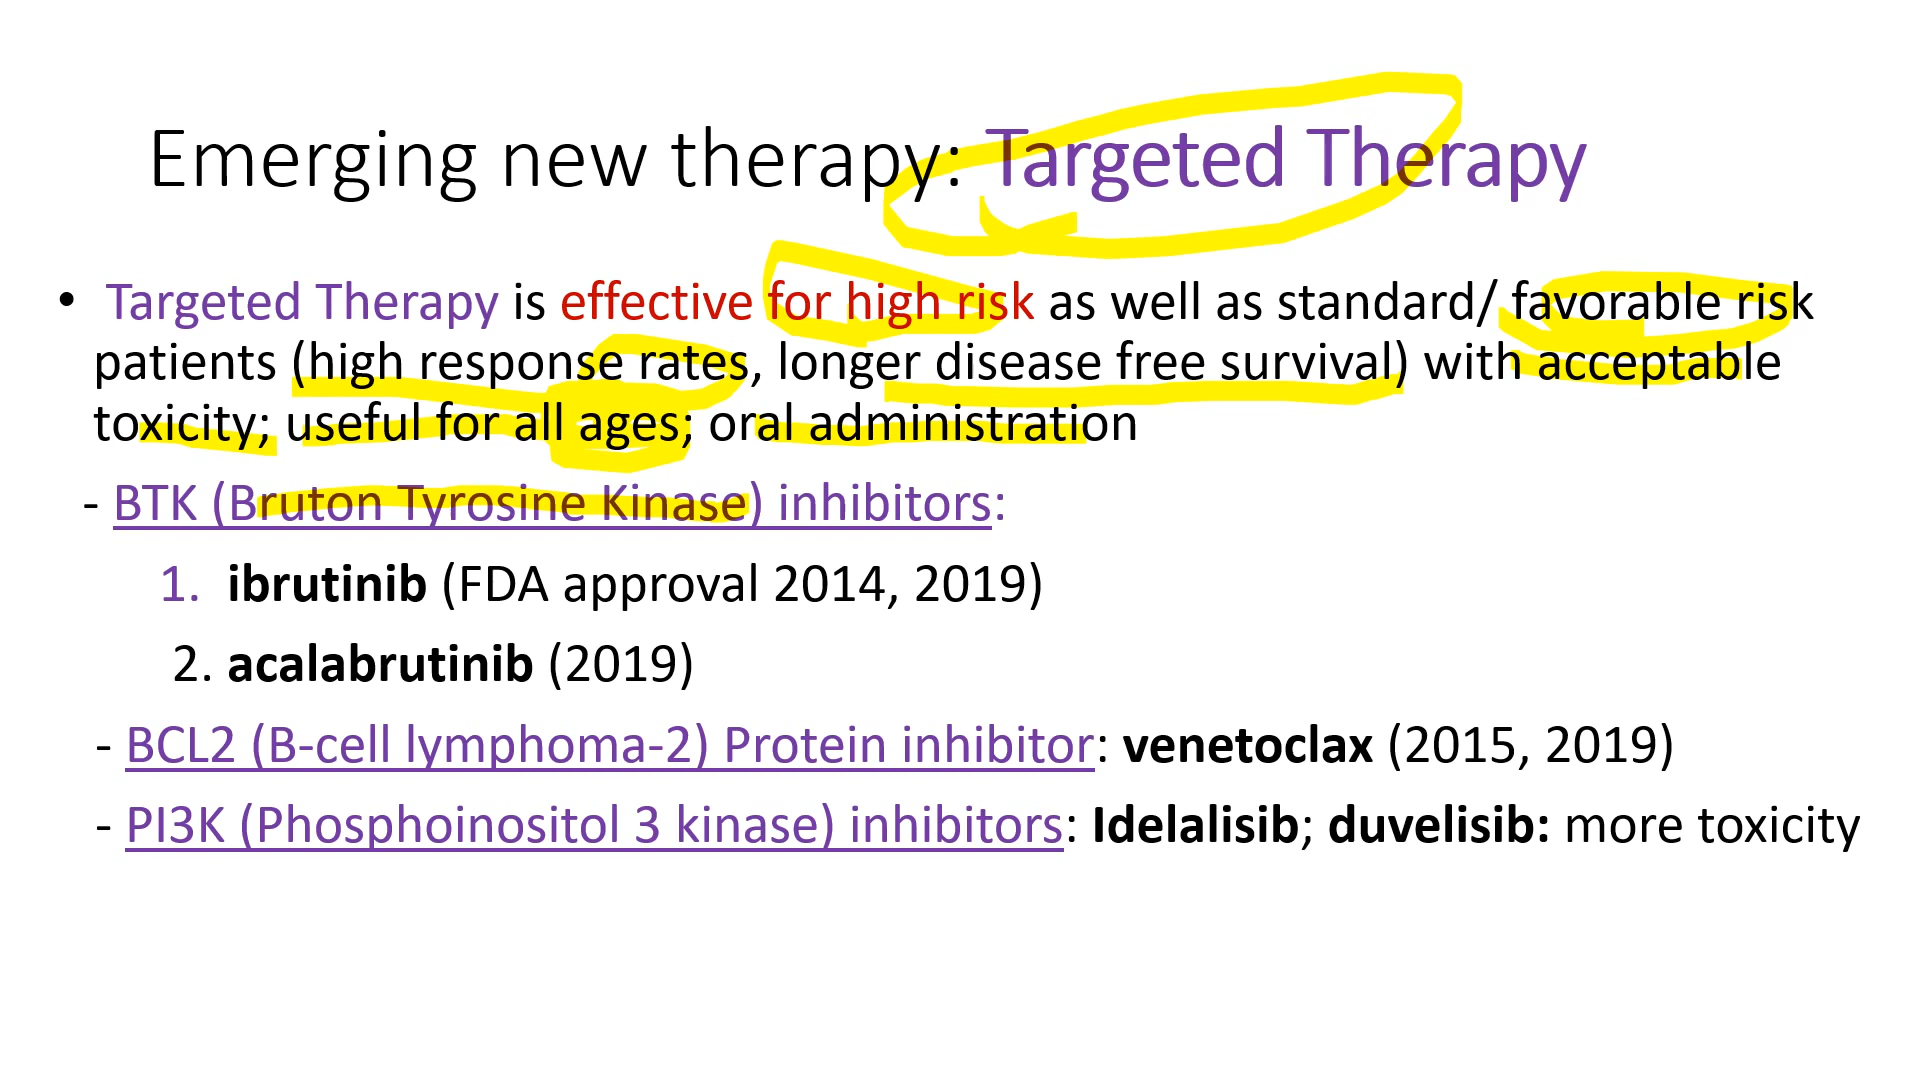 Emerging new therapy: Targeted Therapy
• Targeted Therapy is effective for high risk as well as standard/ favorable risk
patients (high response rates, longer disease free survival) with acceptable
toxicity; useful for all ages; oral administration
- BTK (Bruton Tyrosine Kinase) inhibitors:
1. ibrutinib (FDA approval 2014, 2019)
2. acalabrutinib (2019)
- BCL2 (B-cell lymphoma-2) Protein inhibitor: venetoclax (2015, 2019)
- PI3K (Phosphoinositol 3 kinase) inhibitors: Idelalisib; duvelisib: more toxicity